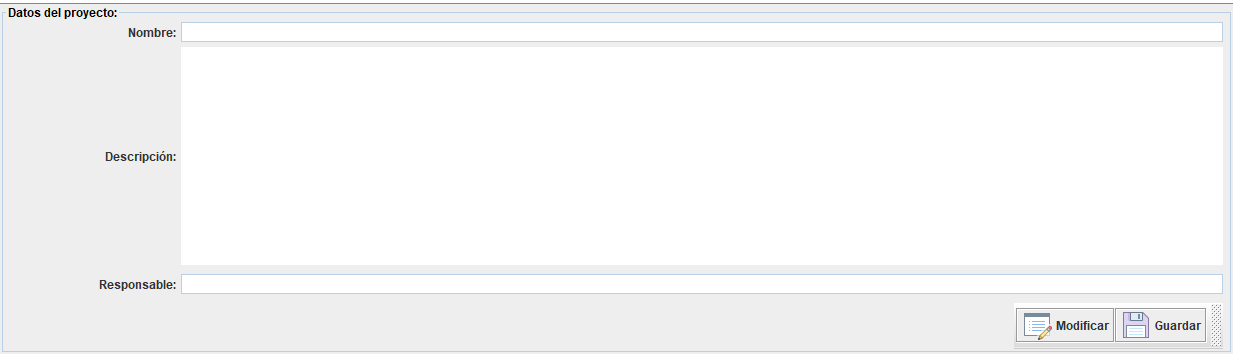 Datos del proyecto:
Nombre:
Descripción:
Responsable:
Modificar Guardar